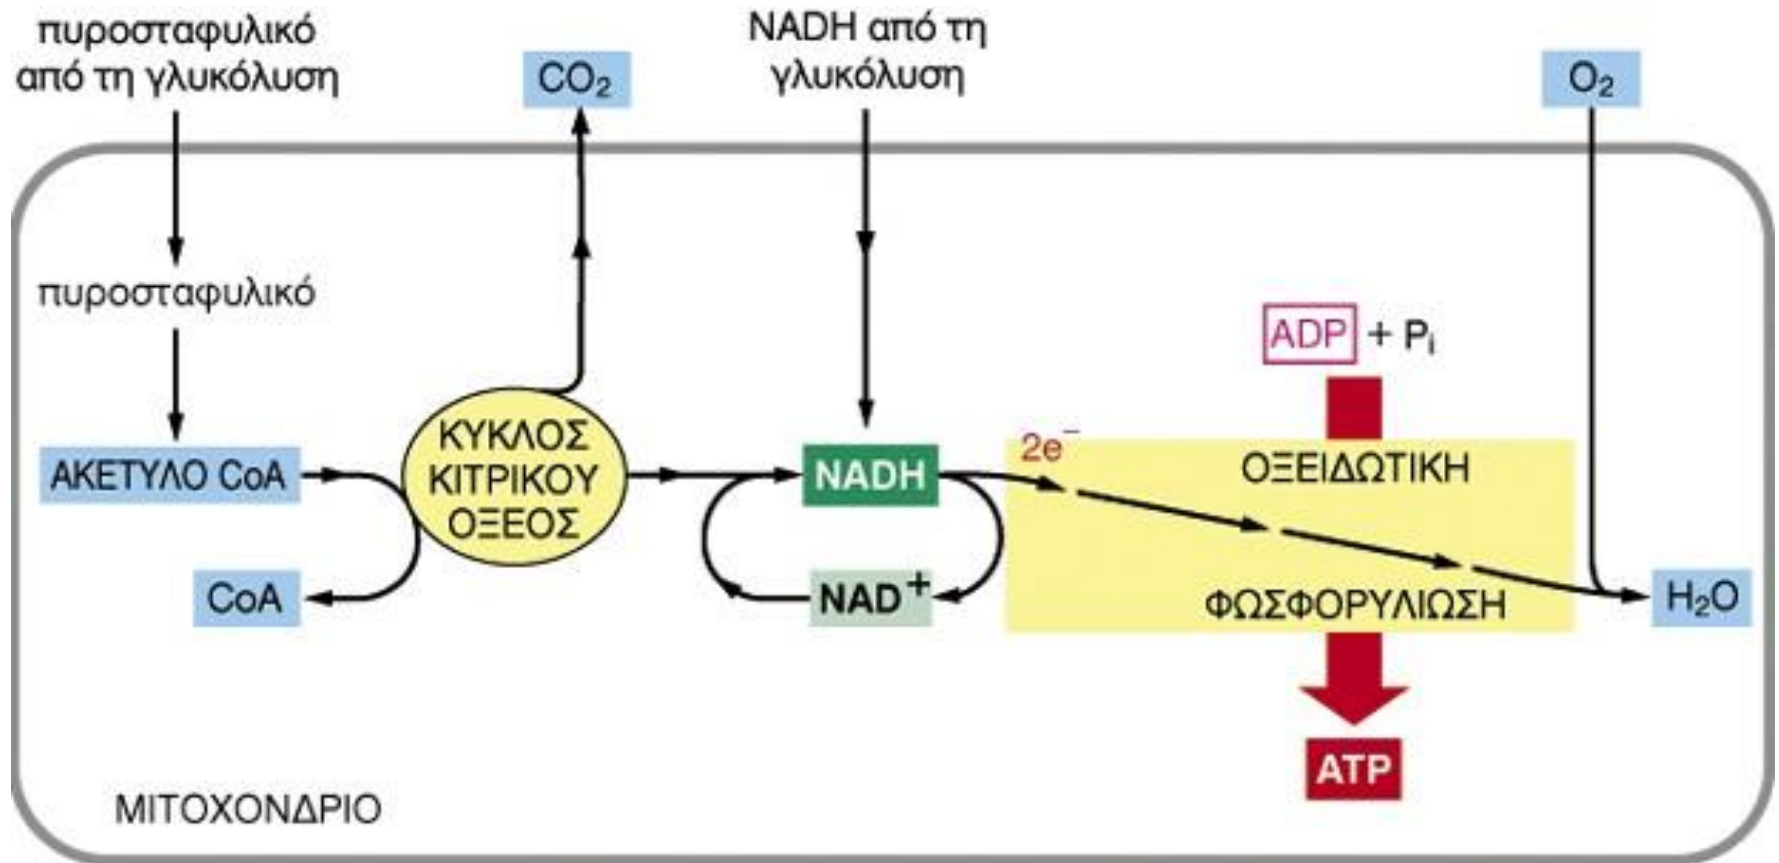 πυροσταφυλικό
από τη γλυκόλυση
CO₂
NADH από τη
γλυκόλυση
O₂
πυροσταφυλικό
ADP + Pᵢ
ΑΚΕΤΥΛΟ CoA
ΚΥΚΛΟΣ
ΚΙΤΡΙΚΟΥ
ΟΞΕΟΣ
NADH
2e⁻
ΟΞΕΙΔΩΤΙΚΗ
CoA
NAD⁺
ΦΩΣΦΟΡΥΛΙΩΣΗ
H₂O
ATP
ΜΙΤΟΧΟΝΔΡΙΟ